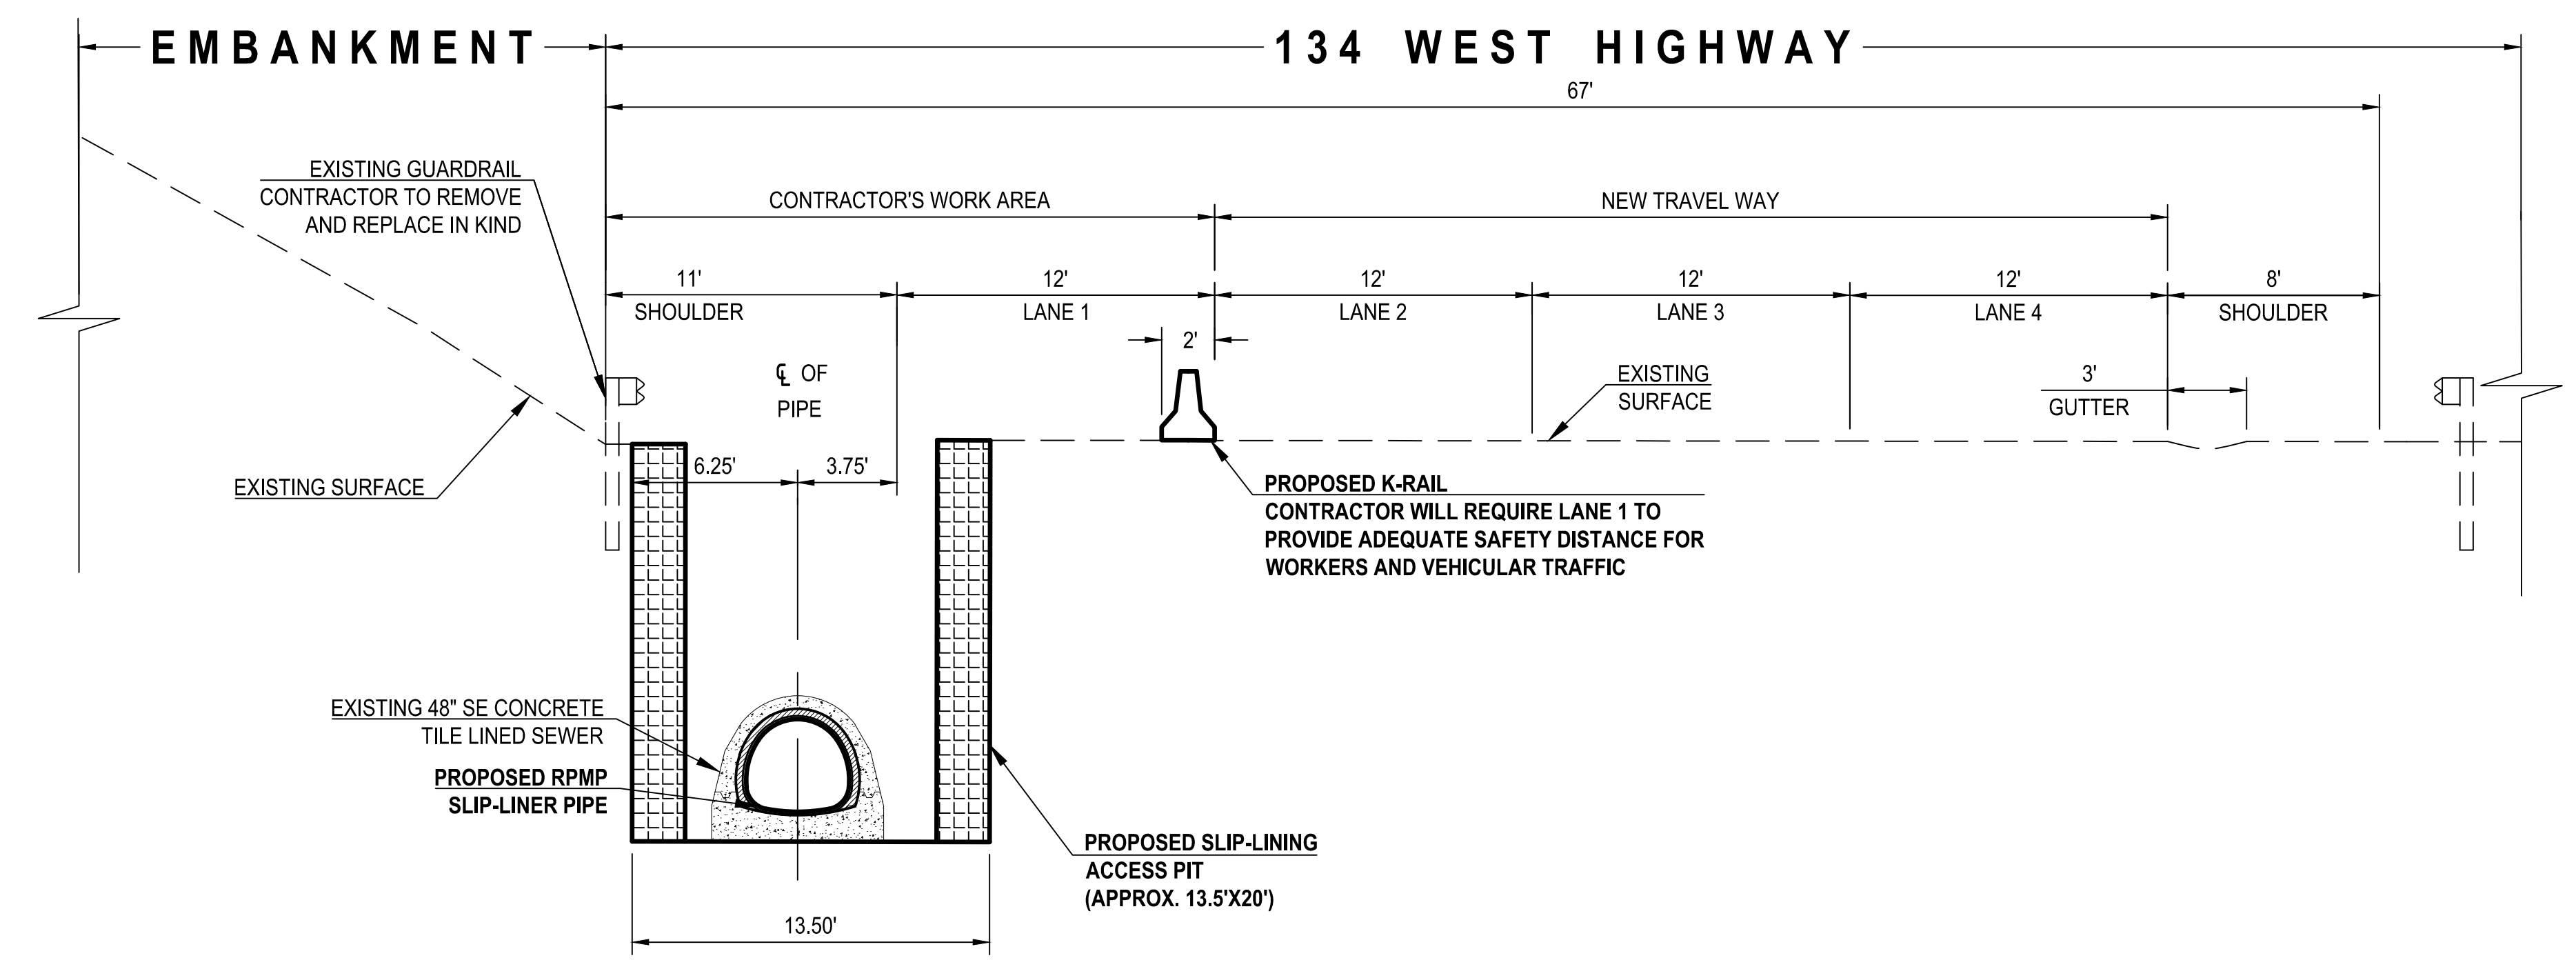 EMBANKMENT
134 WEST HIGHWAY
67'
EXISTING GUARDRAIL
CONTRACTOR TO REMOVE
AND REPLACE IN KIND
CONTRACTOR'S WORK AREA
NEW TRAVEL WAY
11'
SHOULDER
12'
LANE 1
12'
LANE 2
12'
LANE 3
12'
LANE 4
8'
SHOULDER
2'
℄ OF
PIPE
EXISTING
SURFACE
3'
GUTTER
6.25'
3.75'
EXISTING SURFACE
PROPOSED K-RAIL
CONTRACTOR WILL REQUIRE LANE 1 TO
PROVIDE ADEQUATE SAFETY DISTANCE FOR
WORKERS AND VEHICULAR TRAFFIC
EXISTING 48" SE CONCRETE
TILE LINED SEWER
PROPOSED RPMP
SLIP-LINER PIPE
PROPOSED SLIP-LINING
ACCESS PIT
(APPROX. 13.5'X20')
13.50'